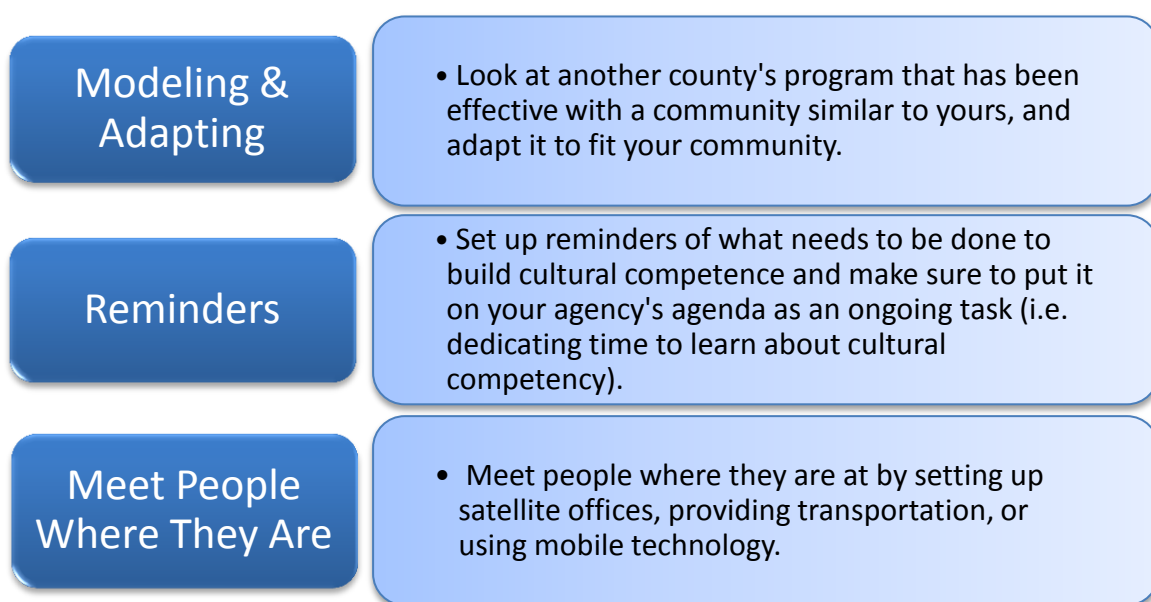 Modeling &
Adapting
• Look at another county's program that has been
effective with a community similar to yours, and
adapt it to fit your community.
Reminders
• Set up reminders of what needs to be done to
build cultural competence and make sure to put it
on your agency's agenda as an ongoing task (i.e.
dedicating time to learn about cultural
competency).
Meet People
Where They Are
• Meet people where they are at by setting up
satellite offices, providing transportation, or
using mobile technology.